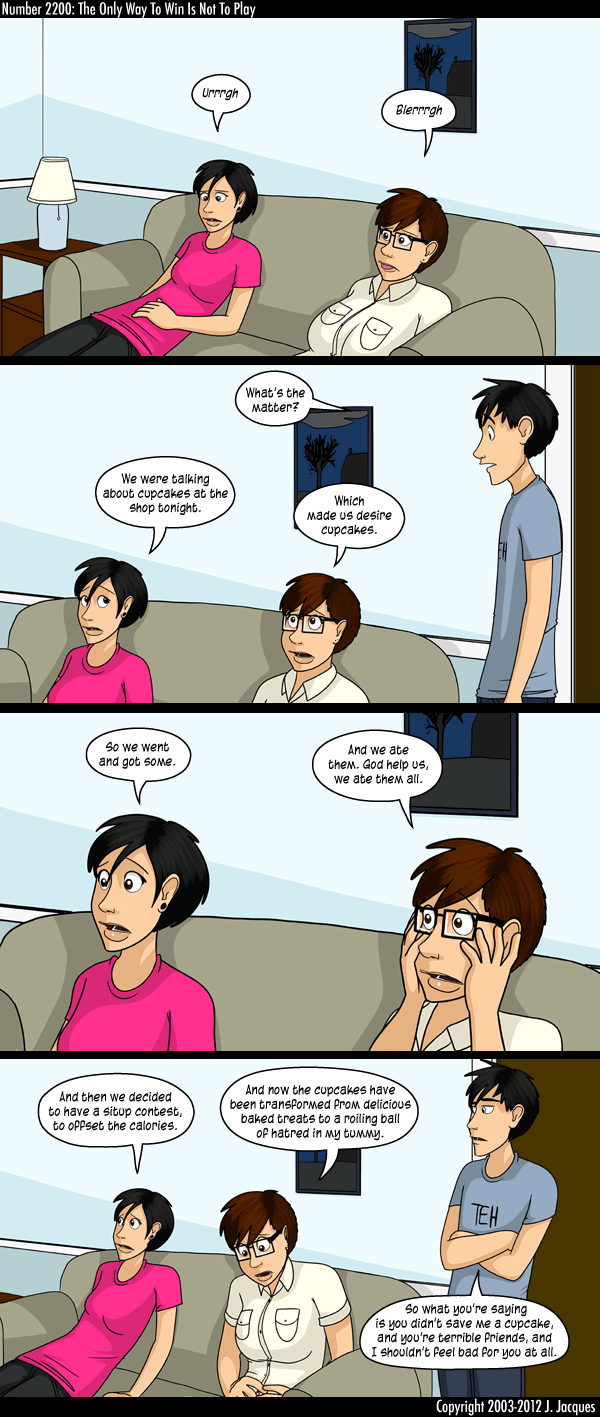 Number 2200: The Only Way To Win Is Not To Play
Urrrgh
Blerrrgh
What's the
matter?
We were talking
about cupcakes at the
shop tonight.
Which
made us desire
cupcakes.
EH
So we went
and got some.
And we ate
them. God help us,
we ate them all.
And then we decided
to have a situp contest,
to offset the calories.
And now the cupcakes have
been transformed from delicious
baked treats to a roiling ball
of hatred in my tummy.
TEH
So what you're saying
is you didn't save me a cupcake,
and you're terrible friends, and
I shouldn't feel bad for you at all.
Copyright 2003-2012 J. Jacques